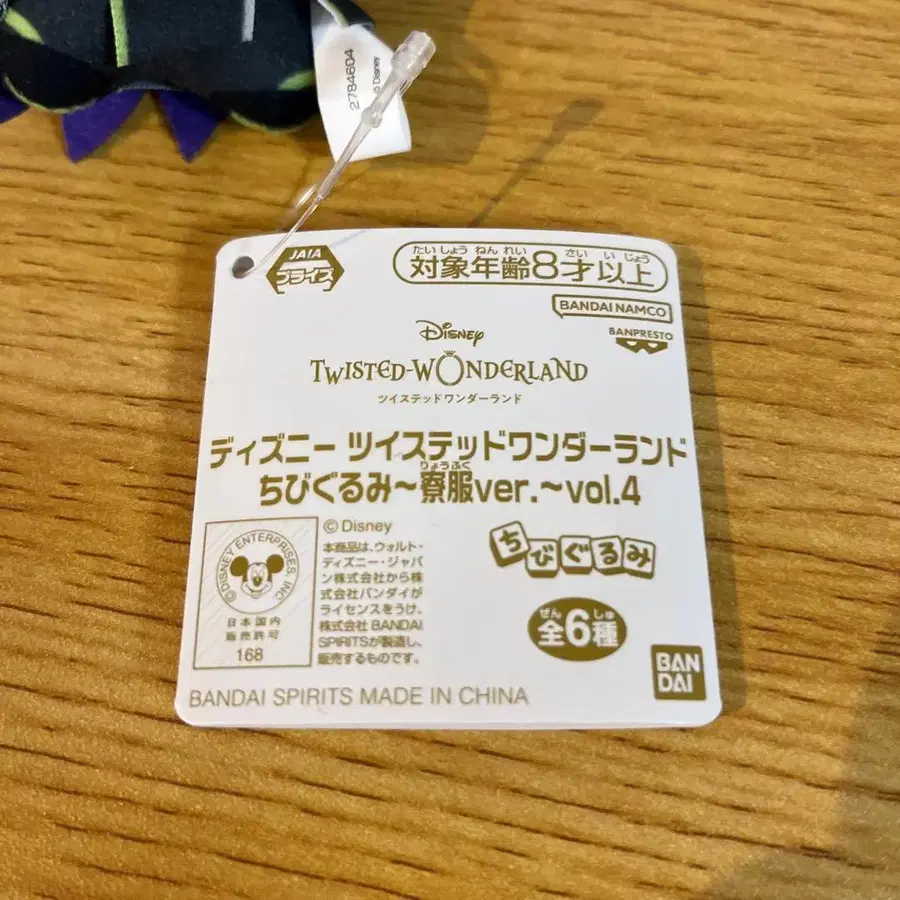 2784604
© Disney
JAIA
プライズ
たいしょうねんれい さい いじょう
対象年齢8才以上
BANDAI NAMCO
BANPRESTO
Disney
TWISTED-WONDERLAND
ツイステッドワンダーランド
ディズニー ツイステッドワンダーランド
りょうふく
ちびぐるみ～寮服ver.～vol.4
© DISNEY ENTERPRISES, INC
日本国内
販売許可
168
© Disney
本商品は、ウォルト・
ディズニー・ジャパ
ン株式会社から株
式会社バンダイが
ライセンスをうけ、
株式会社 BANDAI
SPIRITSが製造し、
販売するものです。
ちびぐるみ
ぜん しゅ
全6種
BAN
DAI
BANDAI SPIRITS MADE IN CHINA